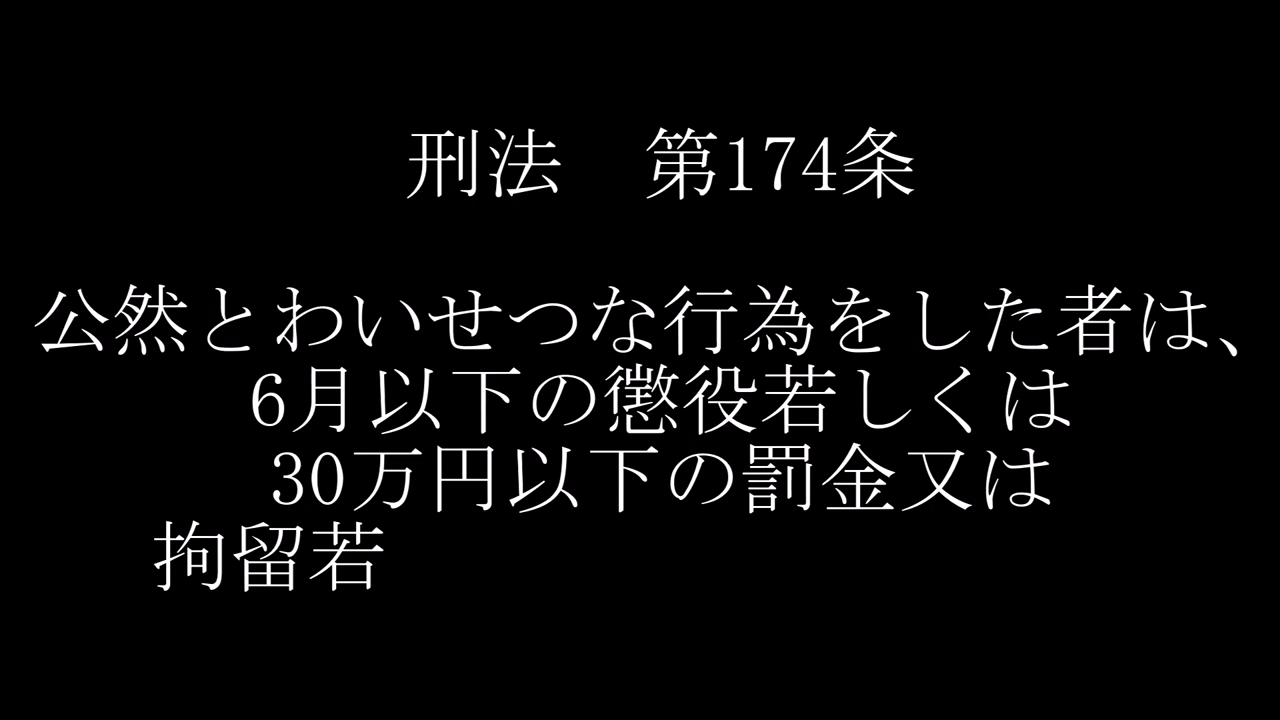 刑法　第174条
公然とわいせつな行為をした者は、
6月以下の懲役若しくは
30万円以下の罰金又は
拘留若